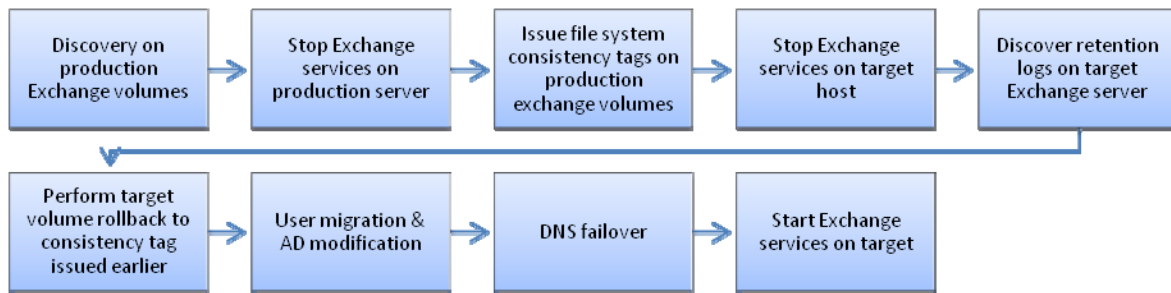 Discovery on
production
Exchange volumes
Stop Exchange
services on
production server
Issue file system
consistency tags on
production
exchange volumes
Stop Exchange
services on target
host
Discover retention
logs on target
Exchange server
Perform target
volume rollback to
consistency tag
issued earlier
User migration &
AD modification
DNS failover
Start Exchange
services on target